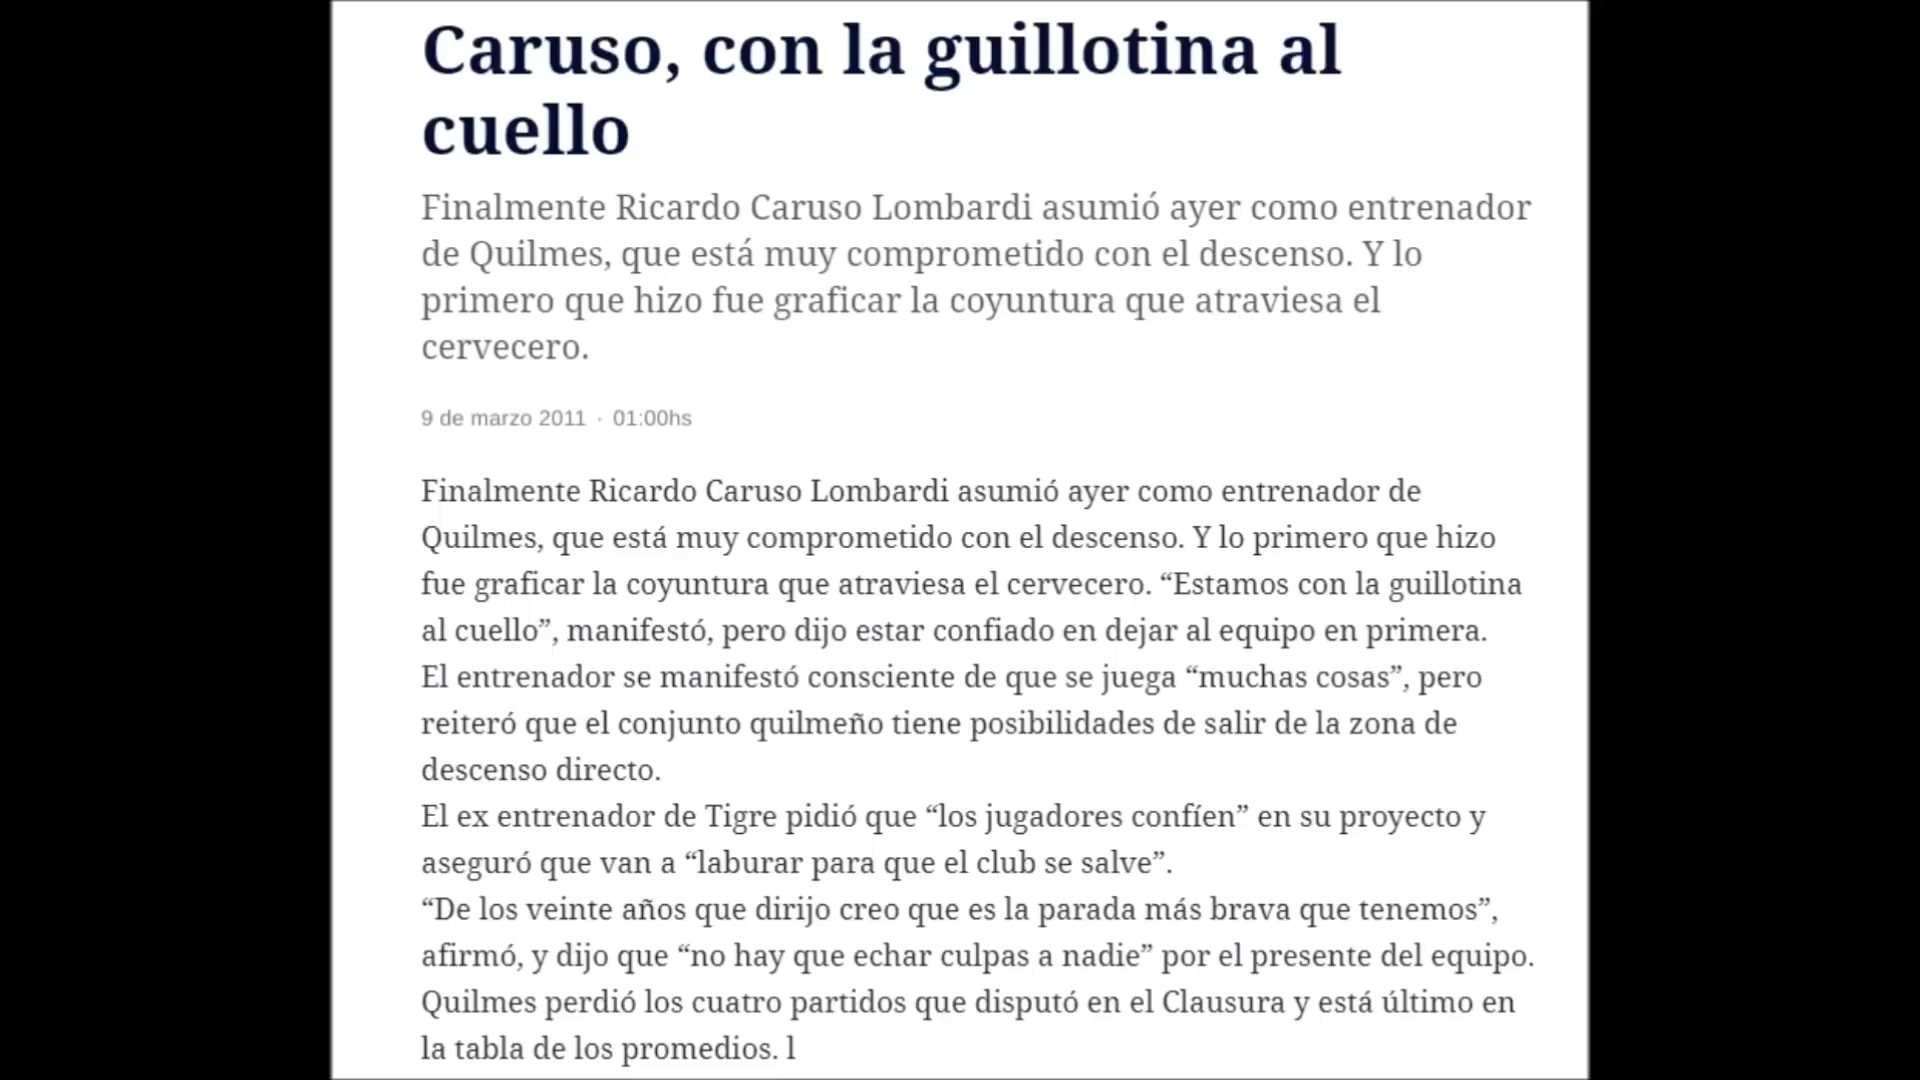 Caruso, con la guillotina al
cuello
Finalmente Ricardo Caruso Lombardi asumió ayer como entrenador
de Quilmes, que está muy comprometido con el descenso. Y lo
primero que hizo fue graficar la coyuntura que atraviesa el
cervecero.
9 de marzo 2011 · 01:00hs
Finalmente Ricardo Caruso Lombardi asumió ayer como entrenador de
Quilmes, que está muy comprometido con el descenso. Y lo primero que hizo
fue graficar la coyuntura que atraviesa el cervecero. “Estamos con la guillotina
al cuello”, manifestó, pero dijo estar confiado en dejar al equipo en primera.
El entrenador se manifestó consciente de que se juega “muchas cosas”, pero
reiteró que el conjunto quilmeño tiene posibilidades de salir de la zona de
descenso directo.
El ex entrenador de Tigre pidió que “los jugadores confíen” en su proyecto y
aseguró que van a “laburar para que el club se salve”.
“De los veinte años que dirijo creo que es la parada más brava que tenemos”,
afirmó, y dijo que “no hay que echar culpas a nadie” por el presente del equipo.
Quilmes perdió los cuatro partidos que disputó en el Clausura y está último en
la tabla de los promedios. l